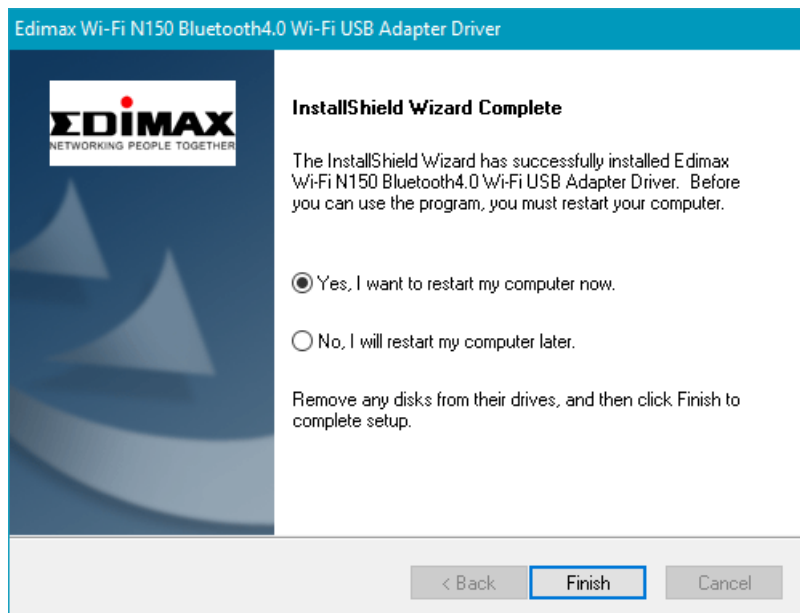 Edimax Wi-Fi N150 Bluetooth4.0 Wi-Fi USB Adapter Driver
EDiMAX
NETWORKING PEOPLE TOGETHER
InstallShield Wizard Complete
The InstallShield Wizard has successfully installed Edimax
Wi-Fi N150 Bluetooth4.0 Wi-Fi USB Adapter Driver. Before
you can use the program, you must restart your computer.
Yes, I want to restart my computer now.
No, I will restart my computer later.
Remove any disks from their drives, and then click Finish to
complete setup.
< Back
Finish
Cancel